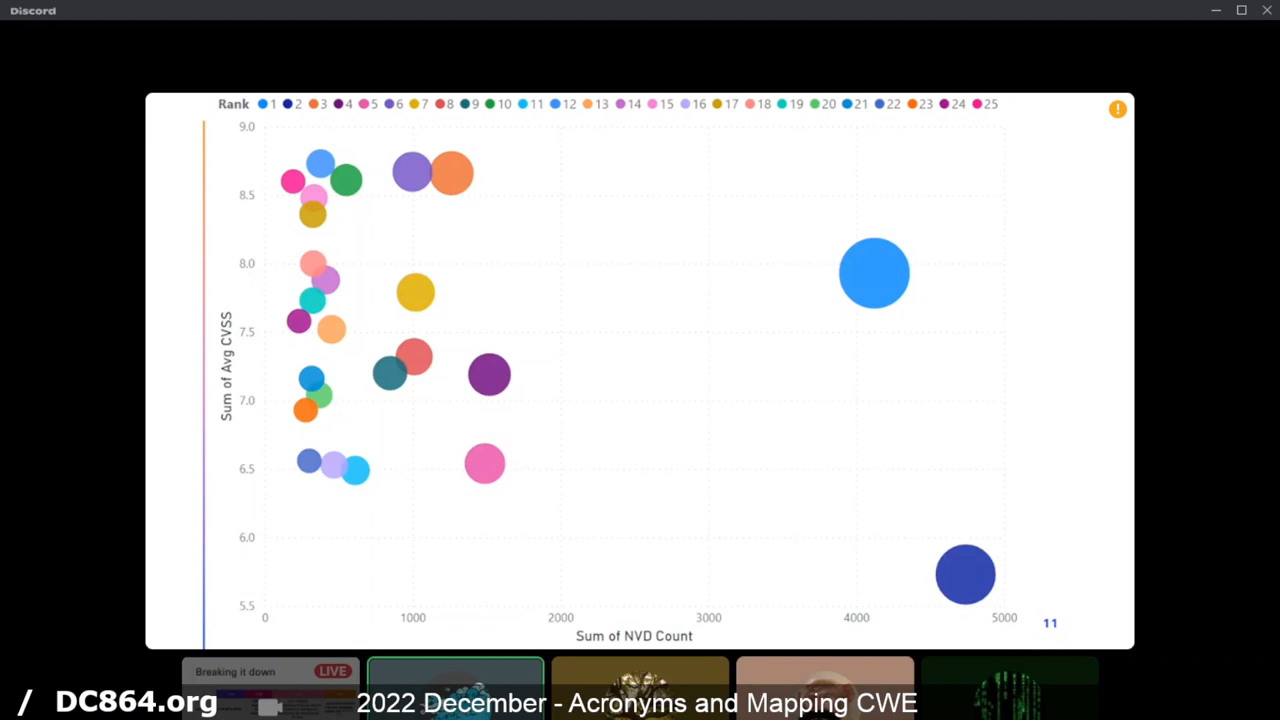 Discord
Rank 1 2 3 4 5 6 7 8 9 10 11 12 13 14 15 16 17 18 19 20 21 22 23 24 25
!
9.0
8.5
8.0
7.5
7.0
6.5
6.0
5.5
Sum of Avg CVSS
0 1000 2000 3000 4000 5000
Sum of NVD Count
11
Breaking it down LIVE
/ DC864.org 2022 December - Acronyms and Mapping CWE